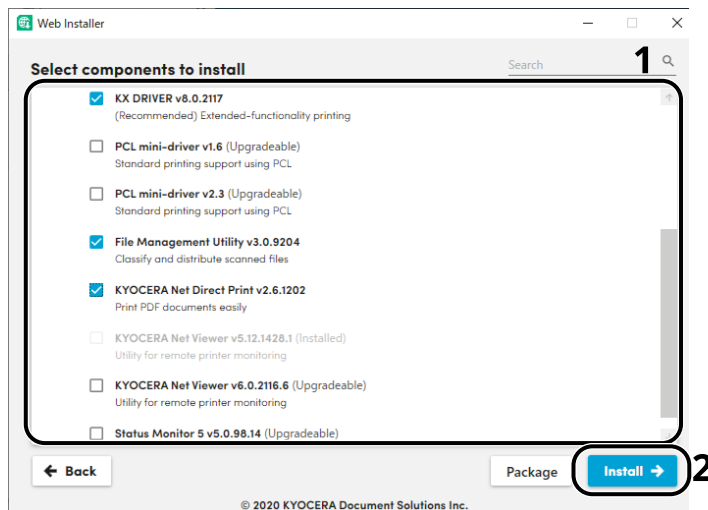 Web Installer
1
Select components to install
Search
KX DRIVER v8.0.2117
(Recommended) Extended-functionality printing
PCL mini-driver v1.6 (Upgradeable)
Standard printing support using PCL
PCL mini-driver v2.3 (Upgradeable)
Standard printing support using PCL
File Management Utility v3.0.9204
Classify and distribute scanned files
KYOCERA Net Direct Print v2.6.1202
Print PDF documents easily
KYOCERA Net Viewer v5.12.1428.1 (Installed)
Utility for remote printer monitoring
KYOCERA Net Viewer v6.0.2116.6 (Upgradeable)
Utility for remote printer monitoring
Status Monitor 5 v5.0.98.14 (Upgradeable)
Back
Package
Install
2
© 2020 KYOCERA Document Solutions Inc.